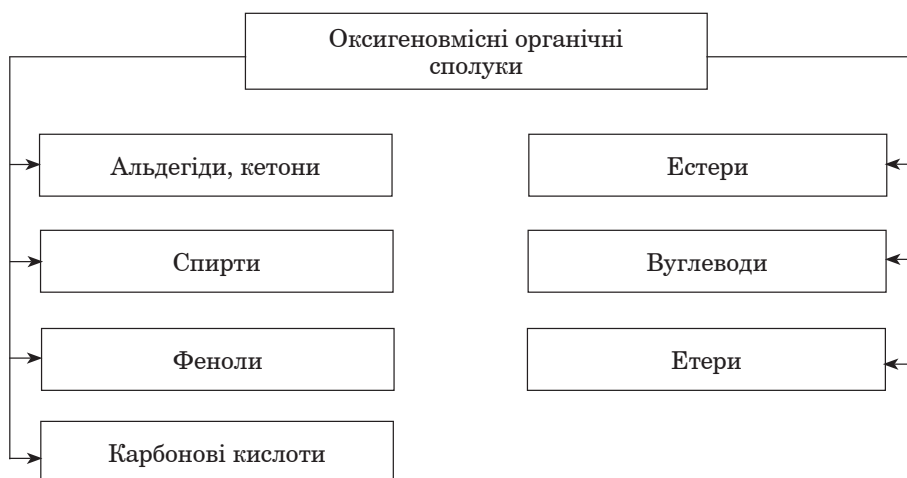 Оксигеновмісні органічні
сполуки
Альдегіди, кетони
Естери
Спирти
Вуглеводи
Феноли
Етери
Карбонові кислоти